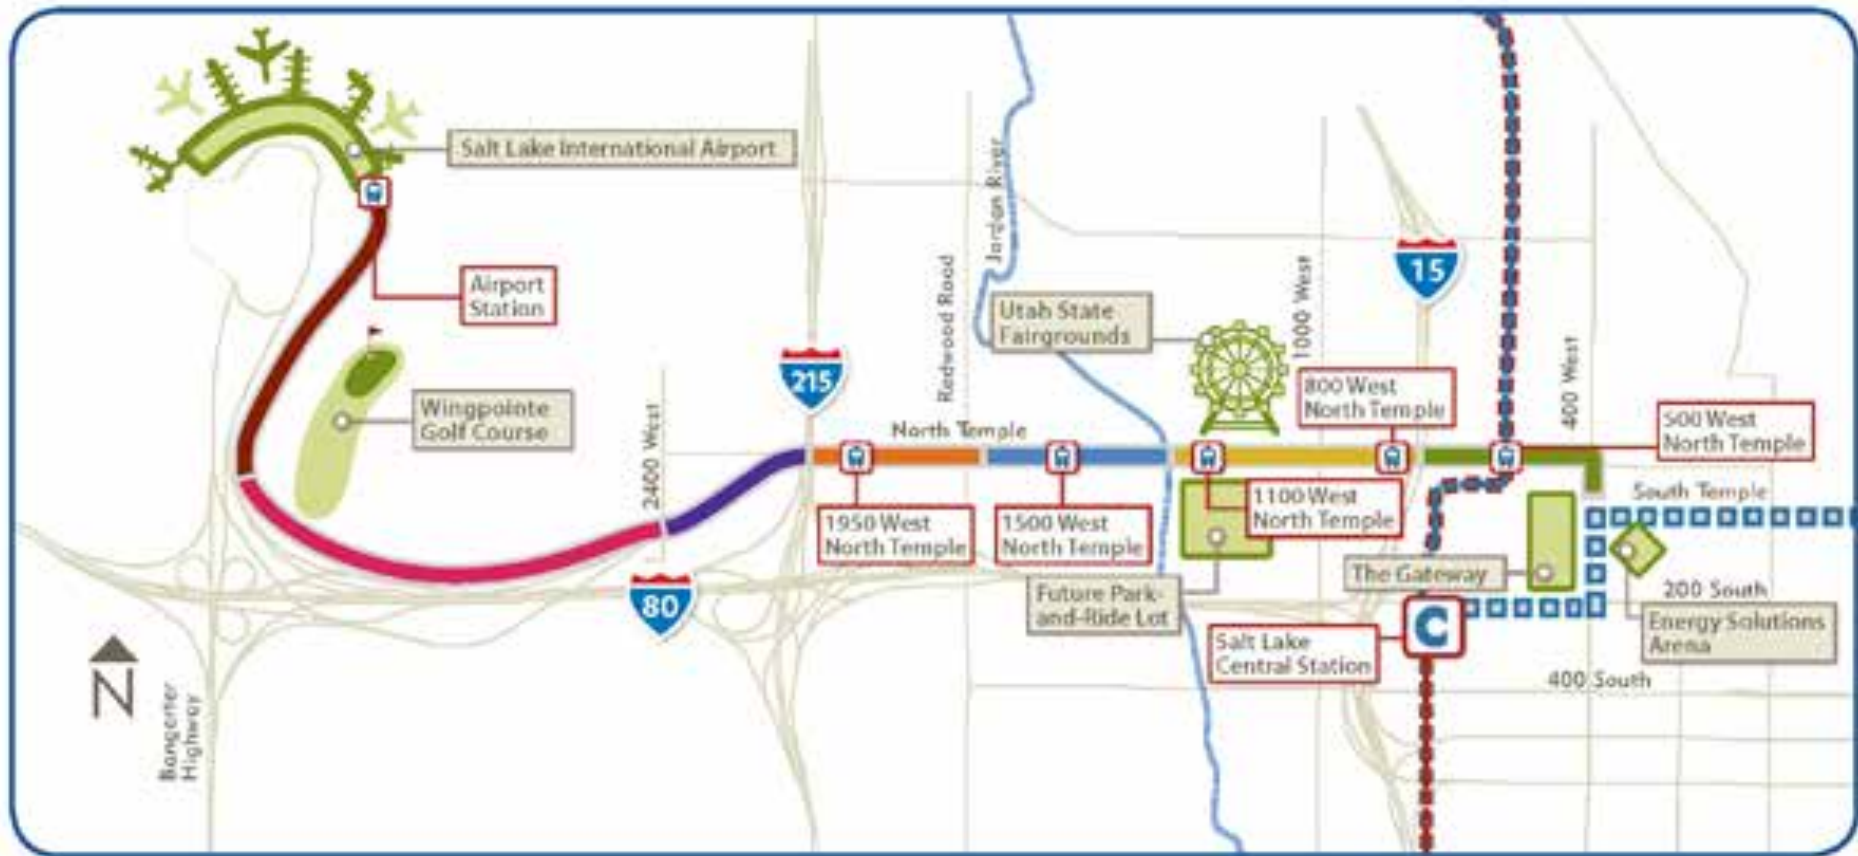 Salt Lake International Airport
Airport
Station
Wingpointe
Golf Course
2400 West
215
Redwood Road
Jordan River
North Temple
Utah State
Fairgrounds
1000 West
15
800 West
North Temple
400 West
500 West
North Temple
1950 West
North Temple
1500 West
North Temple
1100 West
North Temple
South Temple
80
Future Park-
and-Ride Lot
The Gateway
200 South
C
Salt Lake
Central Station
Energy Solutions
Arena
400 South
N
Bangerter
Highway